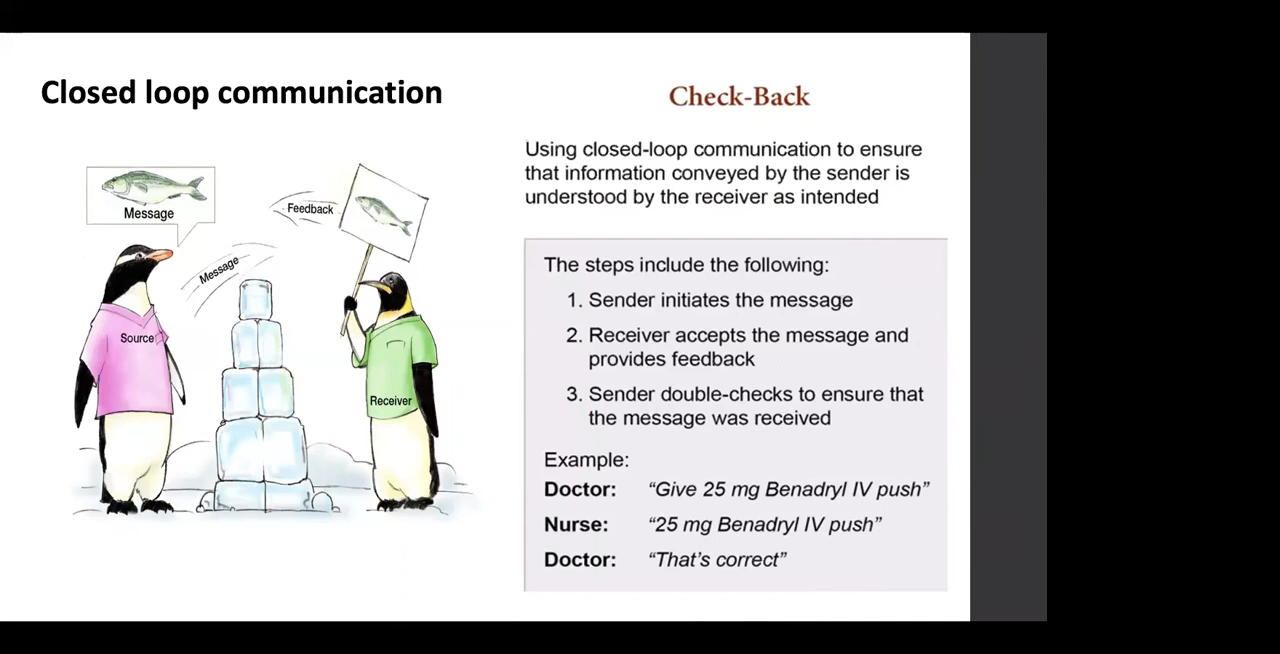 Closed loop communication
Message
Feedback
Message
Source
Receiver
Check-Back
Using closed-loop communication to ensure
that information conveyed by the sender is
understood by the receiver as intended
The steps include the following:
1. Sender initiates the message
2. Receiver accepts the message and
provides feedback
3. Sender double-checks to ensure that
the message was received
Example:
Doctor: “Give 25 mg Benadryl IV push”
Nurse: “25 mg Benadryl IV push”
Doctor: “That’s correct”